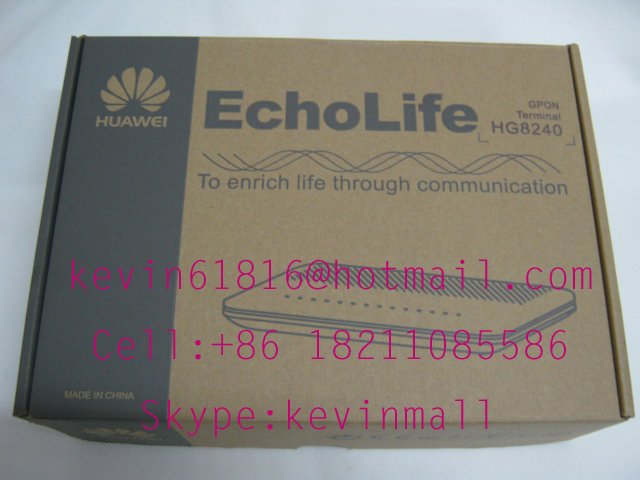 HUAWEI
EchoLife
GPON
Terminal
HG8240
To enrich life through communication
kevin61816@hotmail.com
Cell:+86 18211085586
Skype:kevinmall
MADE IN CHINA